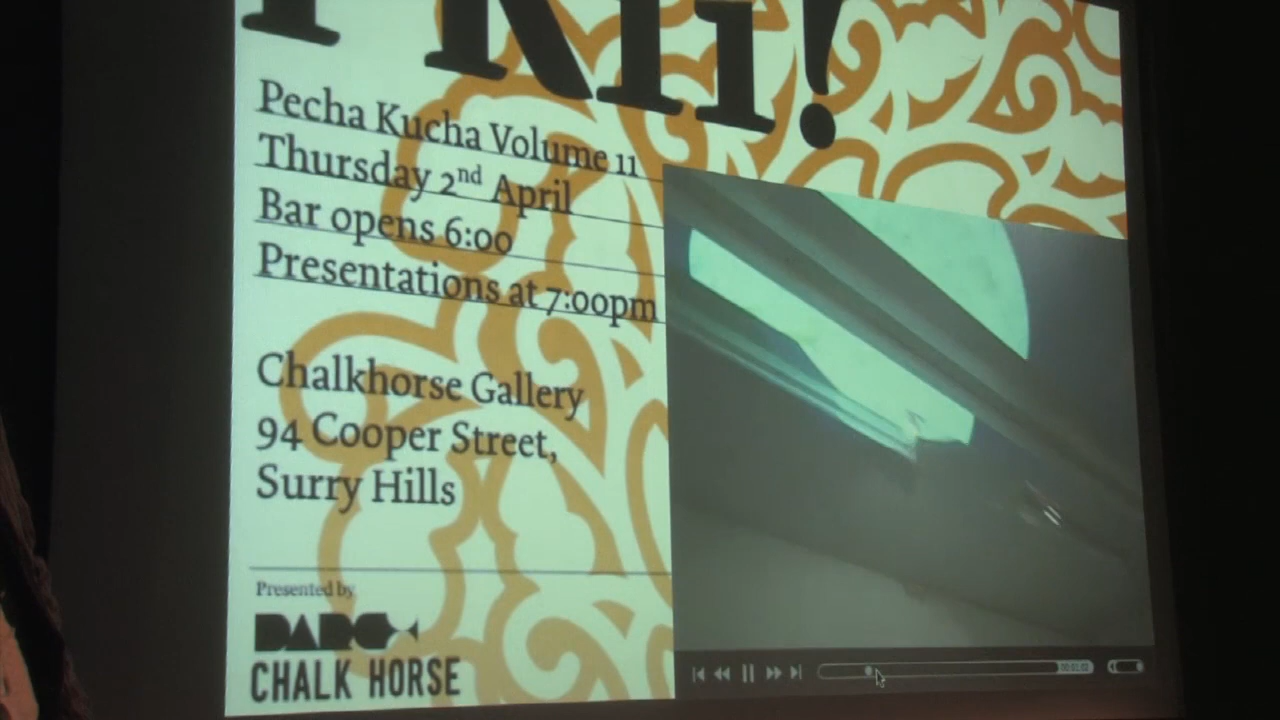 Pecha Kucha Volume 11
Thursday 2nd April
Bar opens 6:00
Presentations at 7:00pm
Chalkhorse Gallery
94 Cooper Street,
Surry Hills
Presented by
DARC
CHALK HORSE